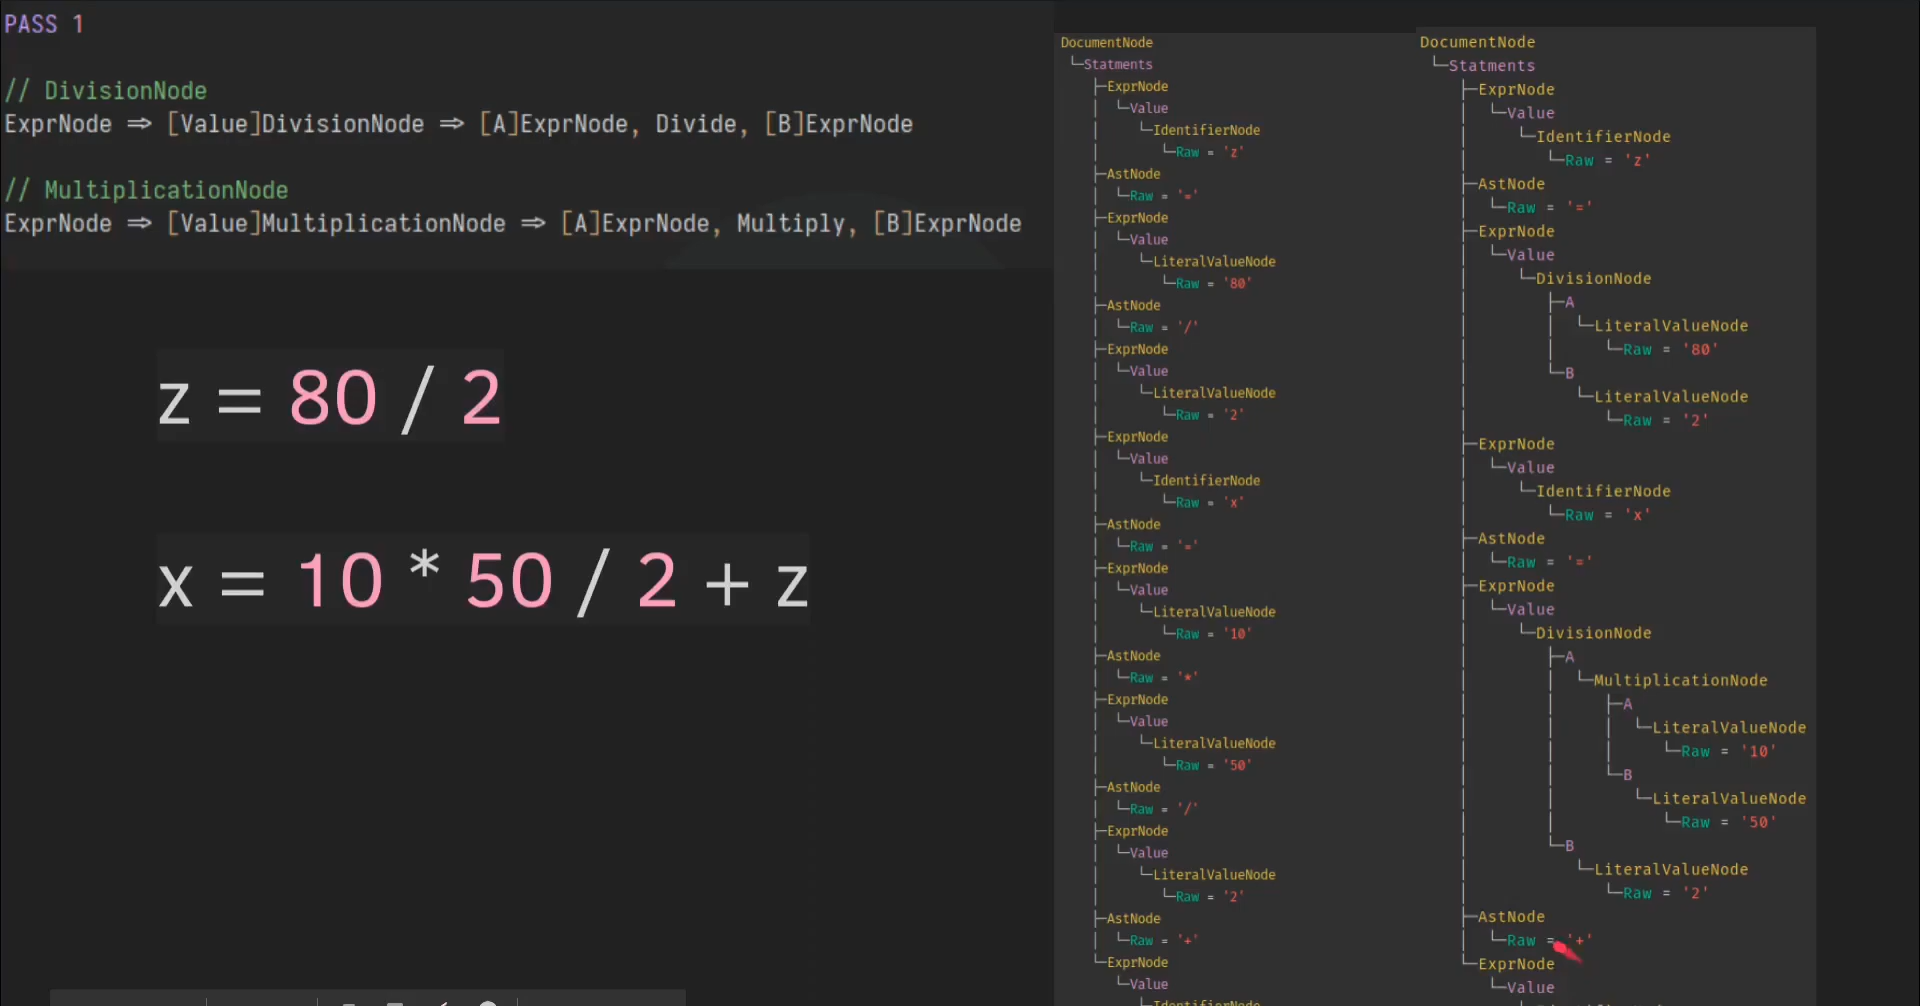 PASS 1
// DivisionNode
ExprNode => [Value]DivisionNode => [A]ExprNode, Divide, [B]ExprNode
// MultiplicationNode
ExprNode => [Value]MultiplicationNode => [A]ExprNode, Multiply, [B]ExprNode
z = 80 / 2
x = 10 * 50 / 2 + z
DocumentNode
Statments
ExprNode
Value
IdentifierNode
Raw = 'z'
AstNode
Raw = '='
ExprNode
Value
LiteralValueNode
Raw = '80'
AstNode
Raw = '/'
ExprNode
Value
LiteralValueNode
Raw = '2'
ExprNode
Value
IdentifierNode
Raw = 'x'
AstNode
Raw = '='
ExprNode
Value
LiteralValueNode
Raw = '10'
AstNode
Raw = '*'
ExprNode
Value
LiteralValueNode
Raw = '50'
AstNode
Raw = '/'
ExprNode
Value
LiteralValueNode
Raw = '2'
AstNode
Raw = '+'
ExprNode
Value
IdentifierNode
DocumentNode
Statments
ExprNode
Value
IdentifierNode
Raw = 'z'
AstNode
Raw = '='
ExprNode
Value
DivisionNode
A
LiteralValueNode
Raw = '80'
B
LiteralValueNode
Raw = '2'
ExprNode
Value
IdentifierNode
Raw = 'x'
AstNode
Raw = '='
ExprNode
Value
DivisionNode
A
MultiplicationNode
A
LiteralValueNode
Raw = '10'
B
LiteralValueNode
Raw = '50'
B
LiteralValueNode
Raw = '2'
AstNode
Raw = '+'
ExprNode
Value